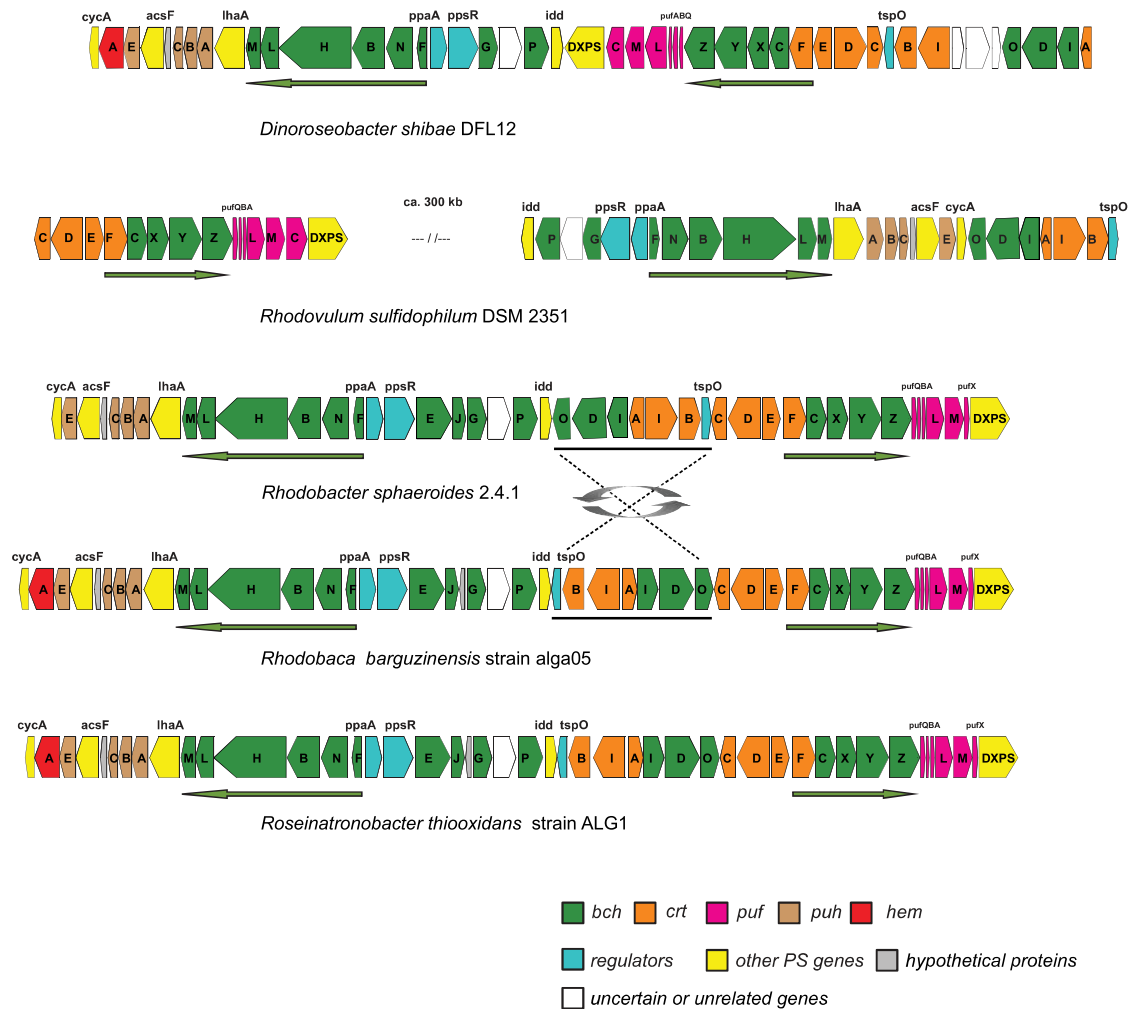 cycA acsF lhaA ppaA ppsR idd pufABQ tspO
A E C B A M L H B N F G P DXPS C M L Z Y X C F E D C B I O D I A
Dinoroseobacter shibae DFL12
ca. 300 kb
pufQBA idd ppsR ppaA lhaA acsF cycA tspO
C D E F C X Y Z L M C DXPS --- / /--- P G F N B H L M A B C E O D I A I B
Rhodovulum sulfidophilum DSM 2351
cycA acsF lhaA ppaA ppsR idd tspO pufQBA pufX
E C B A M L H B N F E J G P O D I A I B C D E F C X Y Z L M DXPS
Rhodobacter sphaeroides 2.4.1
cycA acsF lhaA ppaA ppsR idd tspO pufQBA pufX
A E C B A M L H B N F E J G P B I A I D O C D E F C X Y Z L M DXPS
Rhodobaca barguzinensis strain alga05
cycA acsF lhaA ppaA ppsR idd tspO pufQBA pufX
A E C B A M L H B N F E J G P B I A I D O C D E F C X Y Z L M DXPS
Roseinatronobacter thiooxidans strain ALG1
bch crt puf puh hem
regulators other PS genes hypothetical proteins
uncertain or unrelated genes